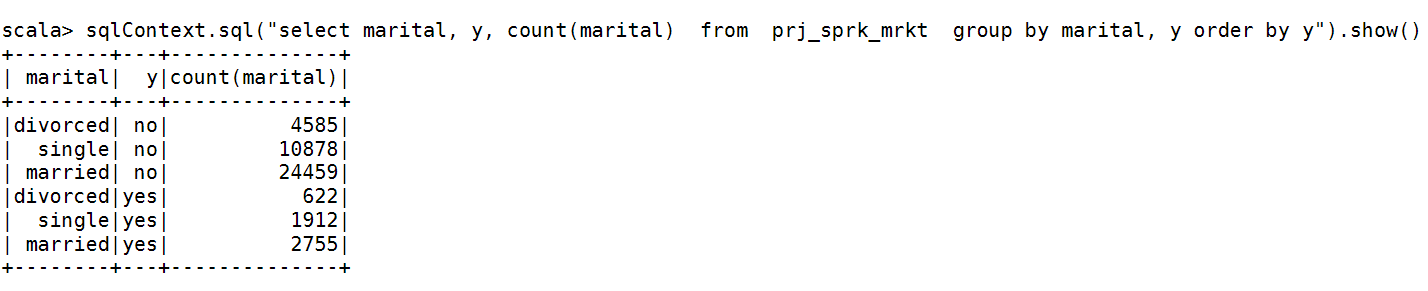 scala> sqlContext.sql("select marital, y, count(marital)  from  prj_sprk_mrkt  group by marital, y order by y").show()
+--------+---+--------------+
| marital|  y|count(marital)|
+--------+---+--------------+
|divorced| no|          4585|
|  single| no|         10878|
| married| no|         24459|
|divorced|yes|           622|
|  single|yes|          1912|
| married|yes|          2755|
+--------+---+--------------+